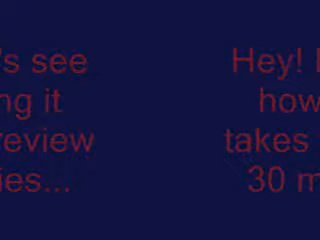 's see
ng it
review
ies...
Hey! I
how
takes
30 m